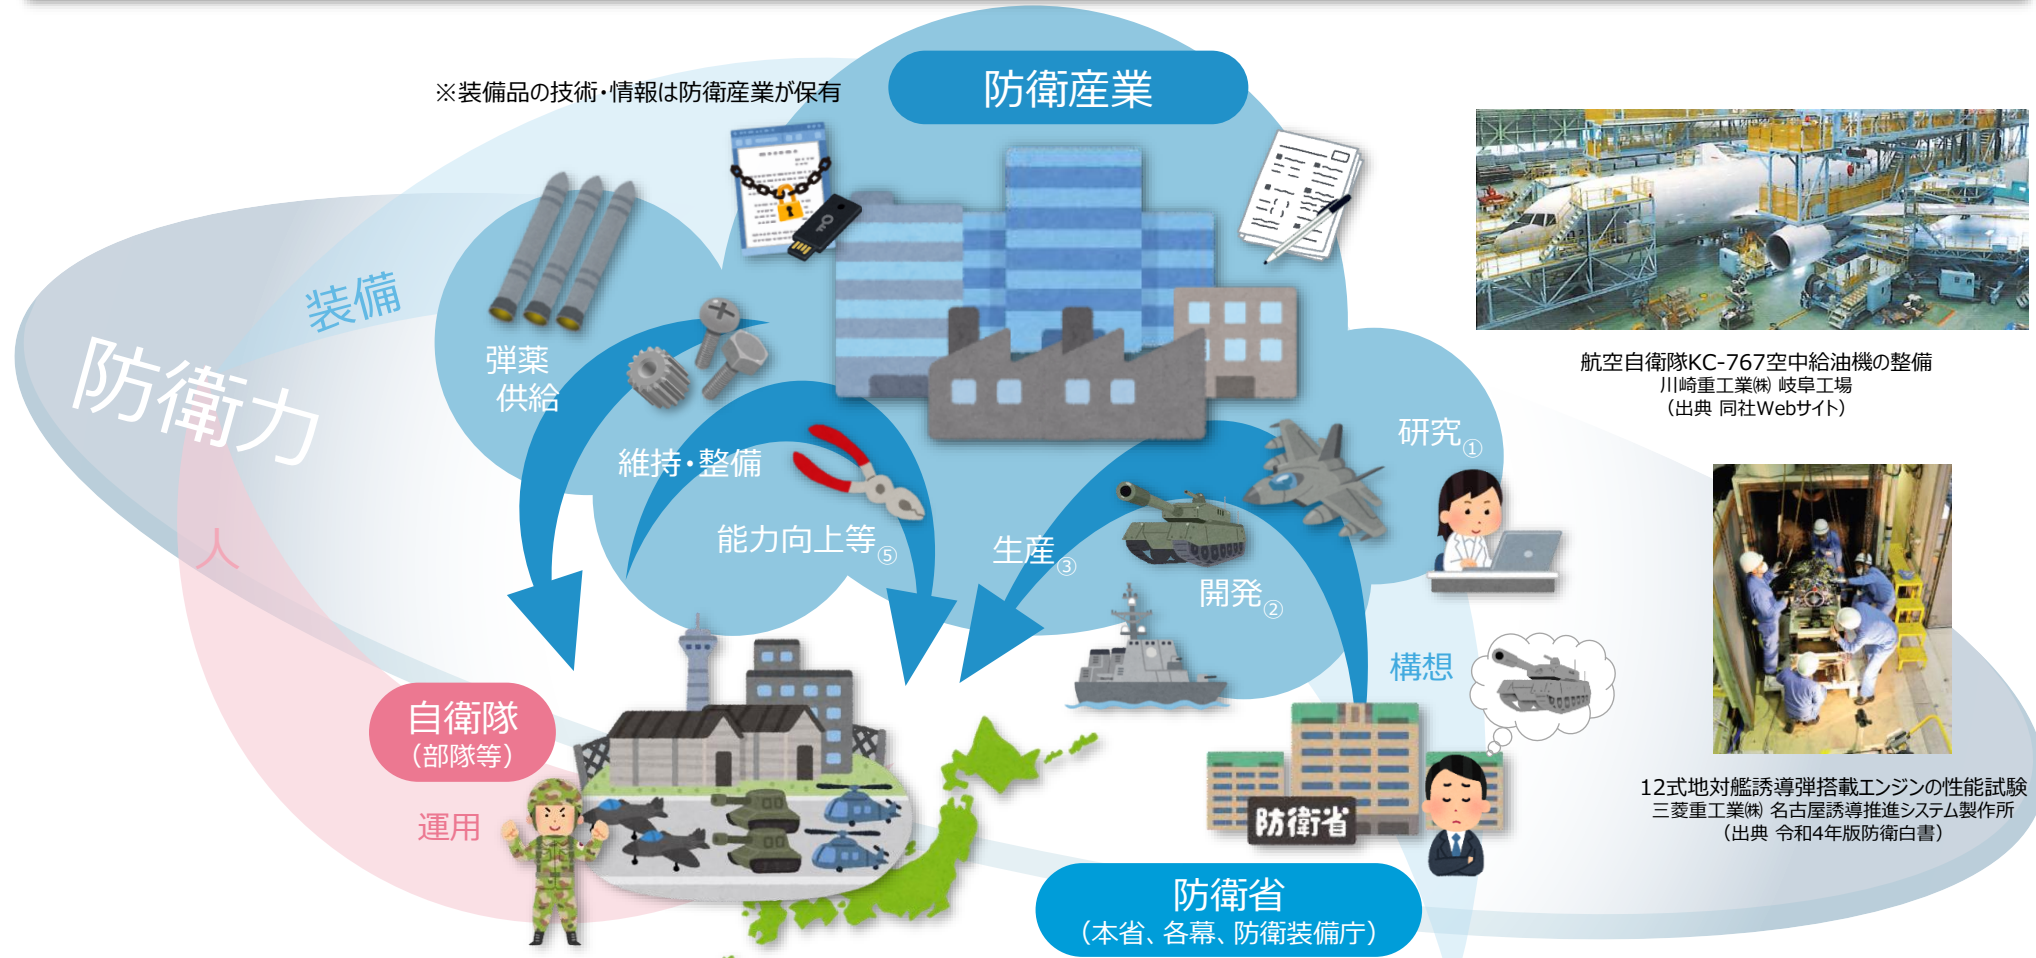 防衛産業
※装備品の技術・情報は防衛産業が保有
装備
防衛力
人
弾薬
供給
維持・整備
能力向上等⑤
生産③
開発②
研究①
構想
航空自衛隊KC-767空中給油機の整備
川崎重工業㈱ 岐阜工場
（出典 同社Webサイト）
12式地対艦誘導弾搭載エンジンの性能試験
三菱重工業㈱ 名古屋誘導推進システム製作所
（出典 令和4年版防衛白書）
自衛隊
（部隊等）
運用
防衛省
防衛省
（本省、各幕、防衛装備庁）